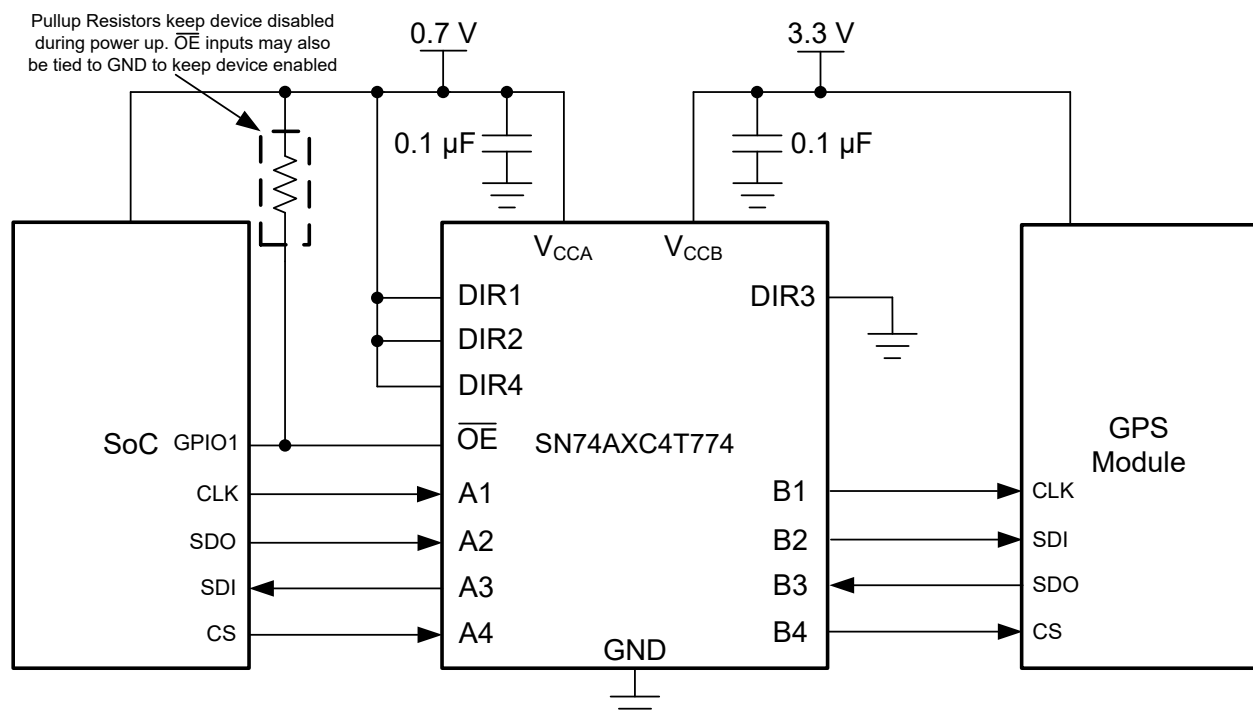 Pullup Resistors keep device disabled
during power up. OE inputs may also
be tied to GND to keep device enabled
0.7 V
3.3 V
0.1 µF
0.1 µF
VCCA
VCCB
DIR1
DIR2
DIR4
DIR3
OE
SN74AXC4T774
SoC
GPIO1
CLK
SDO
SDI
CS
A1
A2
A3
A4
B1
B2
B3
B4
GND
GPS
Module
CLK
SDI
SDO
CS